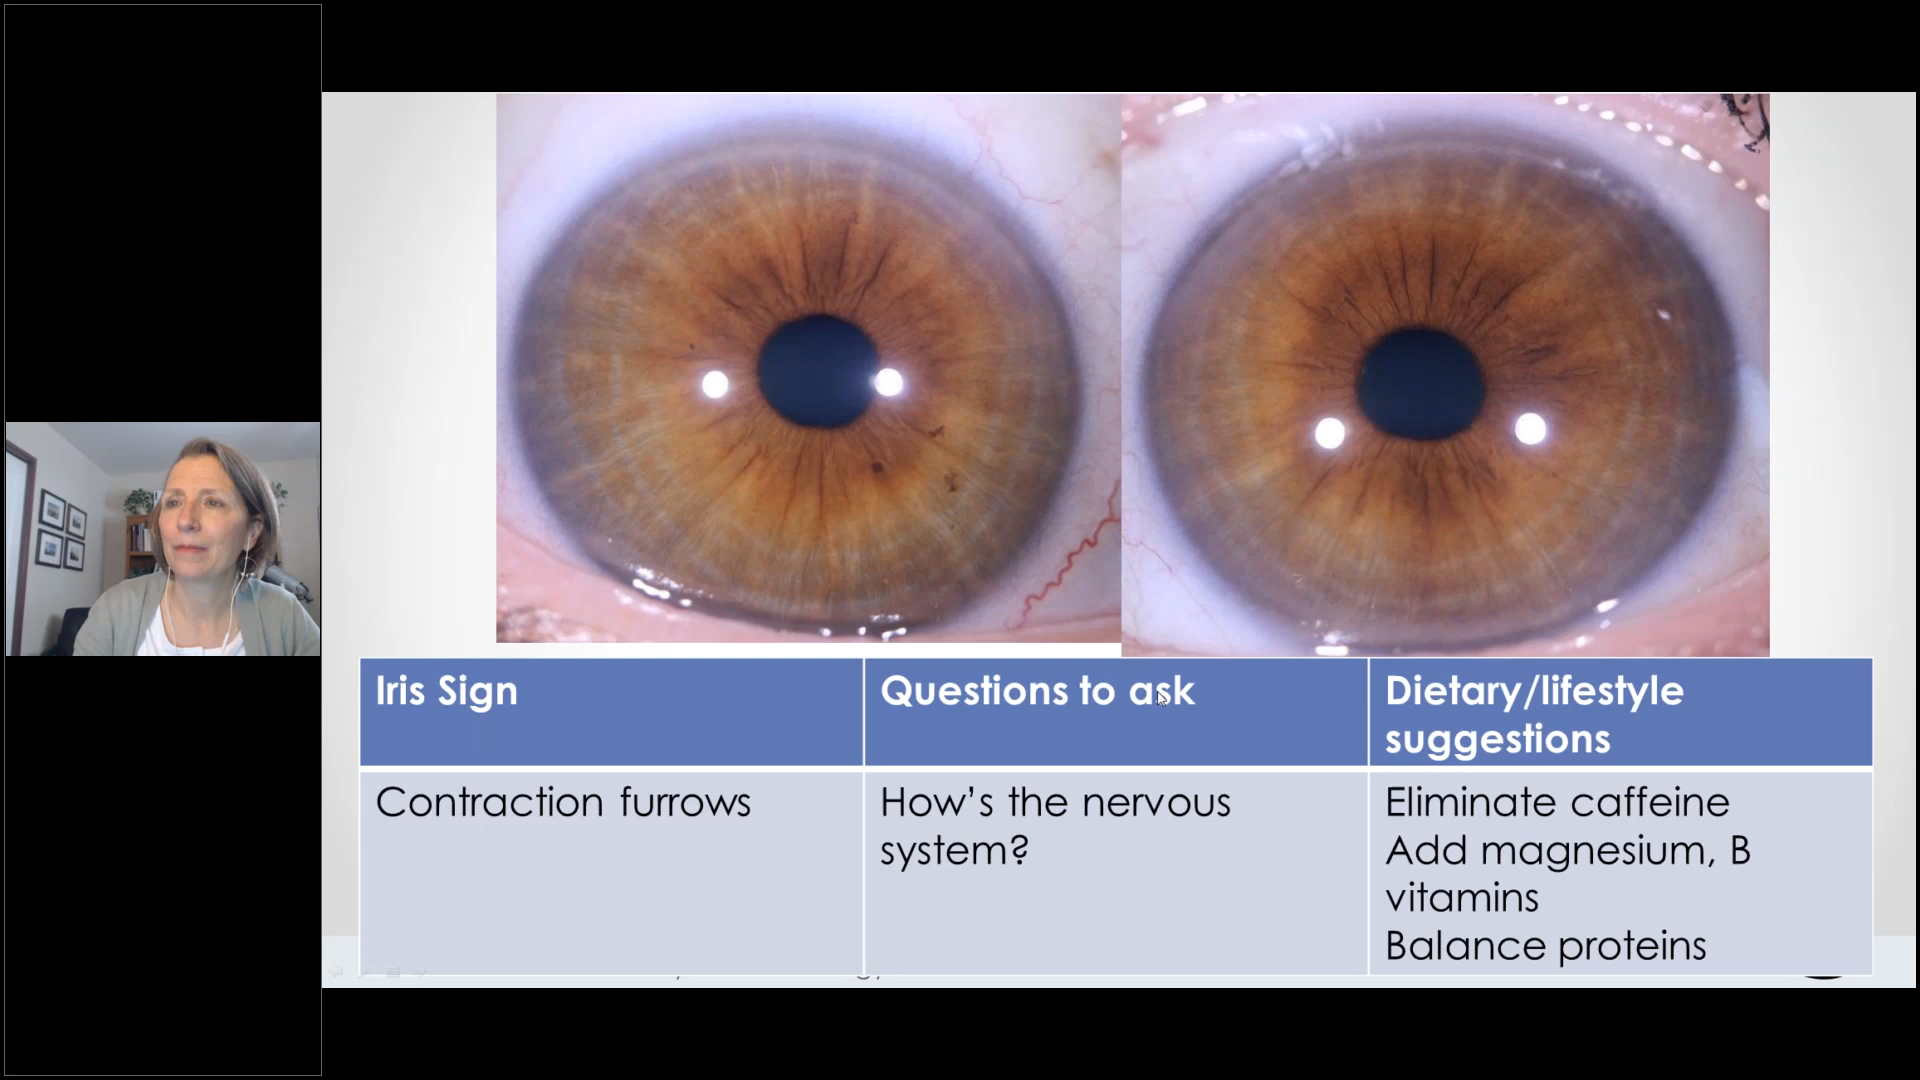 Iris Sign
Questions to ask
Dietary/lifestyle
suggestions
Contraction furrows
How's the nervous
system?
Eliminate caffeine
Add magnesium, B
vitamins
Balance proteins